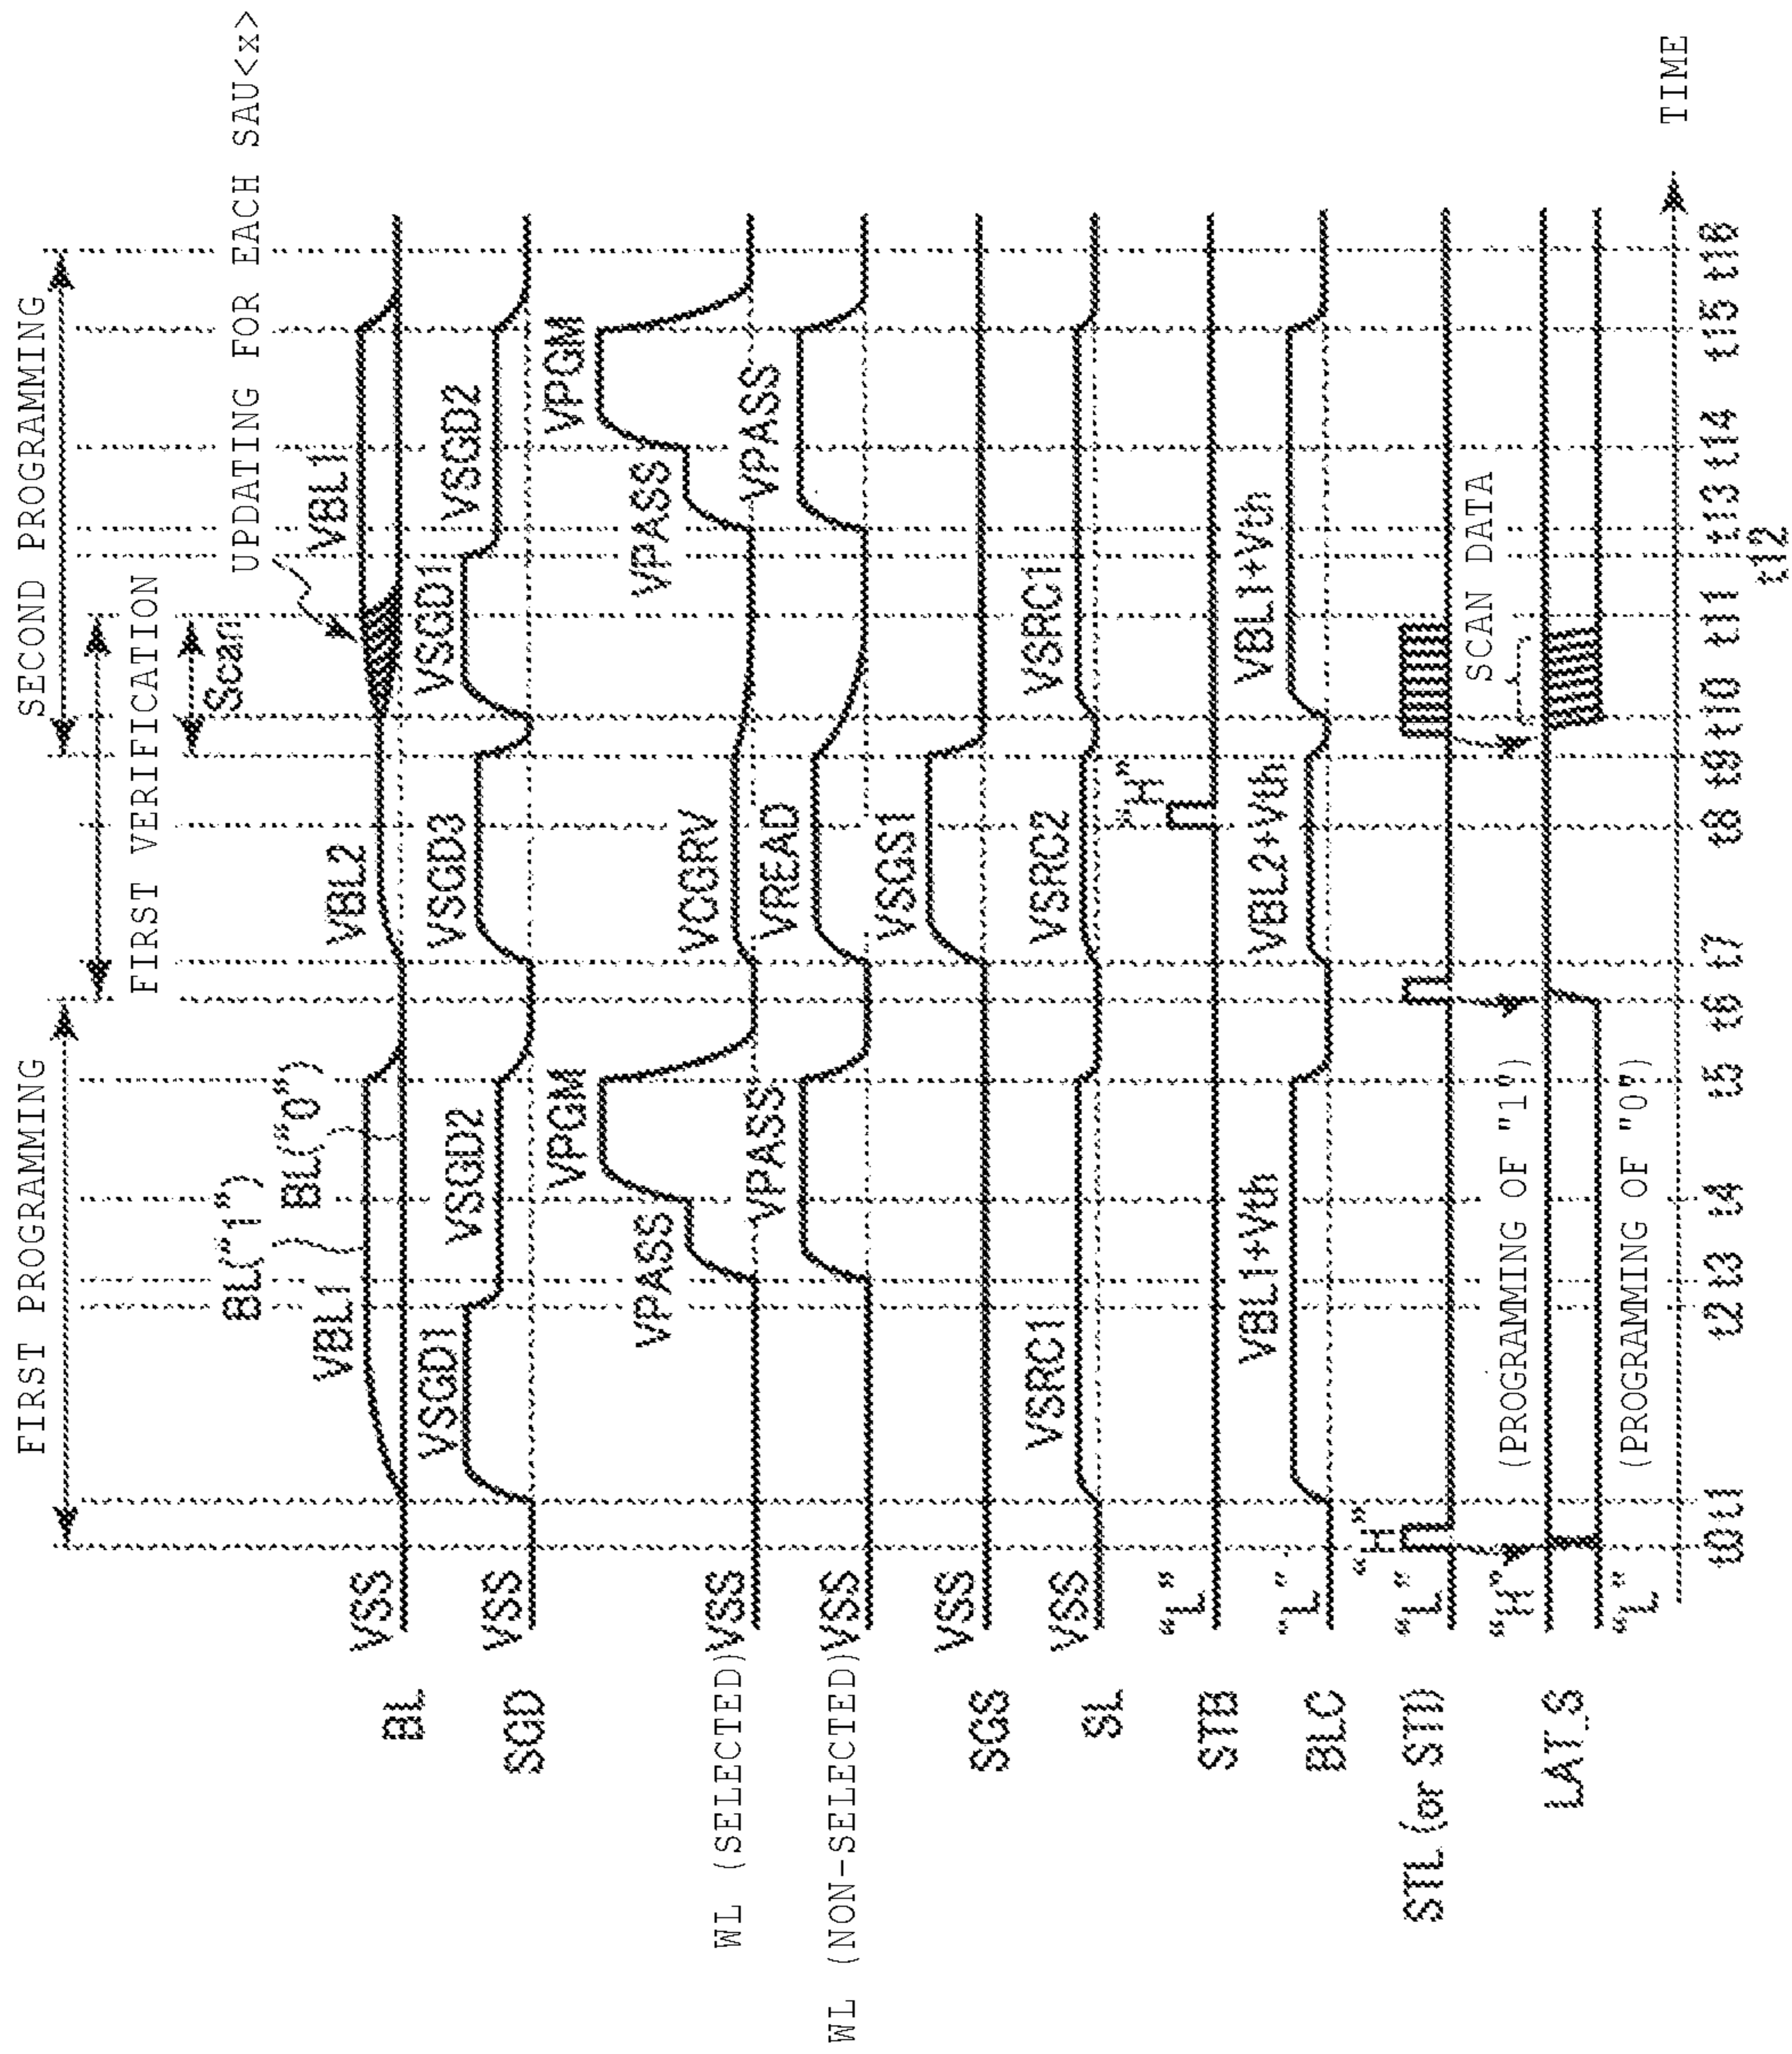 FIRST PROGRAMMING
SECOND PROGRAMMING
FIRST VERIFICATION
Scan
UPDATING FOR EACH SAU<x>
BL("1")
BL("0")
BL
VSS
VBL1
VBL2
VBL1
SGD
VSS
VSGD1
VSGD2
VSGD3
VSGD1
VSGD2
WL (SELECTED)
VSS
VPASS
VPGM
VCGRV
VPASS
VPGM
WL (NON-SELECTED)
VSS
VPASS
VREAD
VPASS
SGS
VSS
VSGS1
SL
VSS
VSRC1
VSRC2
VSRC1
STB
"L"
"H"
BLC
"L"
VBL1+Vth
VBL2+Vth
VBL1+Vth
STL (or STI)
"L"
"H"
SCAN DATA
LAT_S
"H"
(PROGRAMMING OF "1")
"L"
(PROGRAMMING OF "0")
TIME
t0 t1 t2 t3 t4 t5 t6 t7 t8 t9 t10 t11 t13 t14 t15 t16
t12